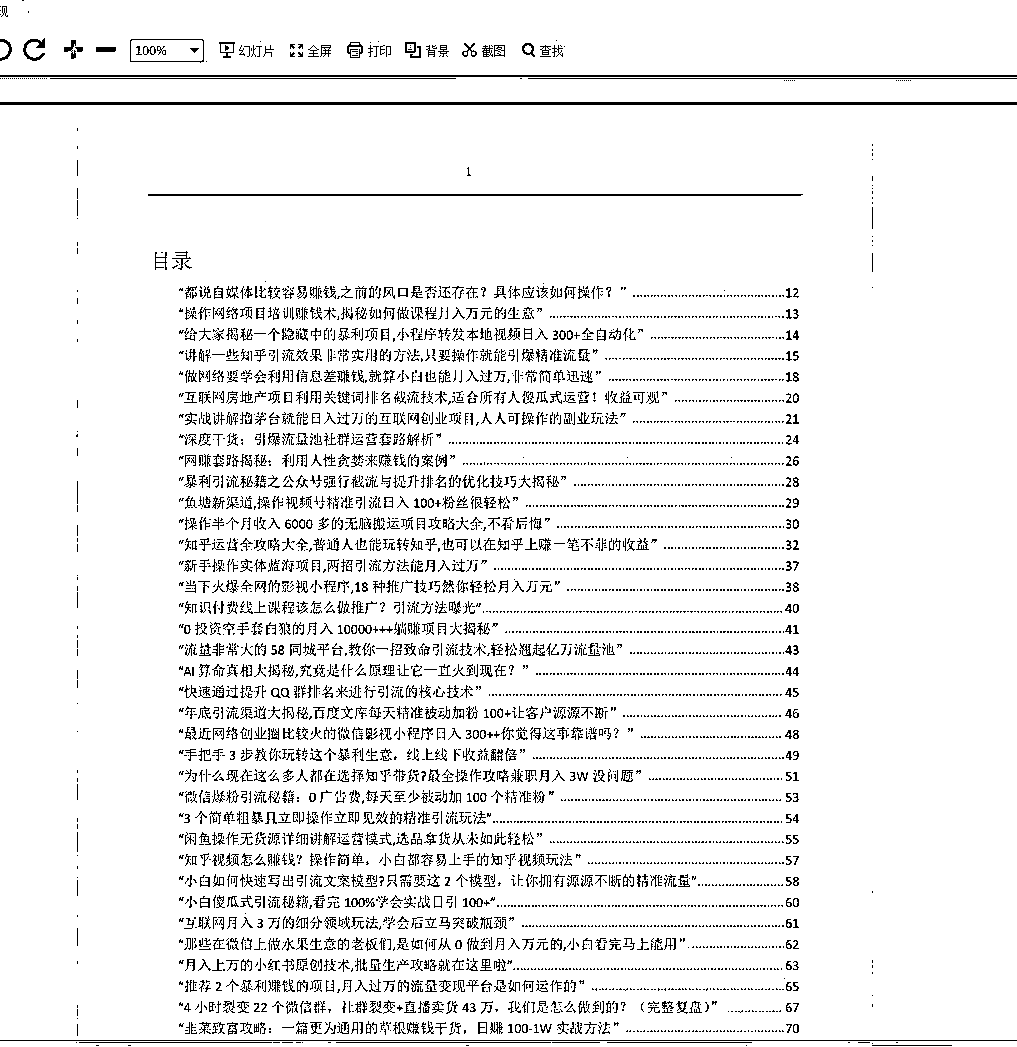 现
100% 幻灯片 全屏 打印 背景 截图 查找
1
目录
“都说自媒体比较容易赚钱,之前的风口是否还存在？具体应该如何操作？”................12
“操作网络项目培训赚钱术,揭秘如何做课程月入万元的生意”................13
“给大家揭秘一个隐藏中的暴利项目,小程序转发本地视频日入 300+全自动化”................14
“讲解一些知乎引流效果非常实用的方法,只要操作就能引爆精准流量”................15
“做网络要学会利用信息差赚钱,就算小白也能月入过万,非常简单迅速”................18
“互联网房地产项目利用关键词排名截流技术,适合所有人傻瓜式运营！收益可观”................20
“实战讲解撸茅台就能日入过万的互联网创业项目,人人可操作的副业玩法”................21
“深度干货：引爆流量池社群运营套路解析”................24
“网赚套路揭秘：利用人性贪婪来赚钱的案例”................26
“暴利引流秘籍之公众号强行截流与提升排名的优化技巧大揭秘”................28
“鱼塘新渠道,操作视频号精准引流日入 100+粉丝很轻松”................29
“操作半个月收入 6000 多的无脑搬运项目攻略大全,不看后悔”................30
“知乎运营全攻略大全,普通人也能玩转知乎,也可以在知乎上赚一笔不菲的收益”................32
“新手操作实体蓝海项目,两招引流方法能月入过万”................37
“当下火爆全网的影视小程序,18 种推广技巧然你轻松月入万元”................38
“知识付费线上课程该怎么做推广？引流方法曝光”................40
“0 投资空手套白狼的月入 10000+++躺赚项目大揭秘”................41
“流量非常大的 58 同城平台,教你一招致命引流技术,轻松翘起亿万流量池”................43
“AI 算命真相大揭秘,究竟是什么原理让它一直火到现在？”................44
“快速通过提升 QQ 群排名来进行引流的核心技术”................45
“年底引流渠道大揭秘,百度文库每天精准被动加粉 100+让客户源源不断”................46
“最近网络创业圈比较火的微信影视小程序日入 300++你觉得这事靠谱吗？”................48
“手把手 3 步教你玩转这个暴利生意，线上线下收益翻倍”................49
“为什么现在这么多人都在选择知乎带货?最全操作攻略兼职月入 3W 没问题”................51
“微信爆粉引流秘籍：0 广告费,每天至少被动加 100 个精准粉”................53
“3 个简单粗暴且立即操作立即见效的精准引流玩法”................54
“闲鱼操作无货源详细讲解运营模式,选品拿货从未如此轻松”................55
“知乎视频怎么赚钱？操作简单，小白都容易上手的知乎视频玩法”................57
“小白如何快速写出引流文案模型?只需要这 2 个模型，让你拥有源源不断的精准流量”................58
“小白傻瓜式引流秘籍,看完 100%学会实战日引 100+”................60
“互联网月入 3 万的细分领域玩法,学会后立马突破瓶颈”................61
“那些在微信上做水果生意的老板们,是如何从 0 做到月入万元的,小白看完马上能用”................62
“月入上万的小红书原创技术,批量生产攻略就在这里啦”................63
“推荐 2 个暴利赚钱的项目,月入过万的流量变现平台是如何运作的”................65
“4 小时裂变 22 个微信群，社群裂变+直播卖货 43 万，我们是怎么做到的？（完整复盘）”................67
“韭菜致富攻略：一篇更为通用的草根赚钱干货，日赚 100-1W 实战方法”................70